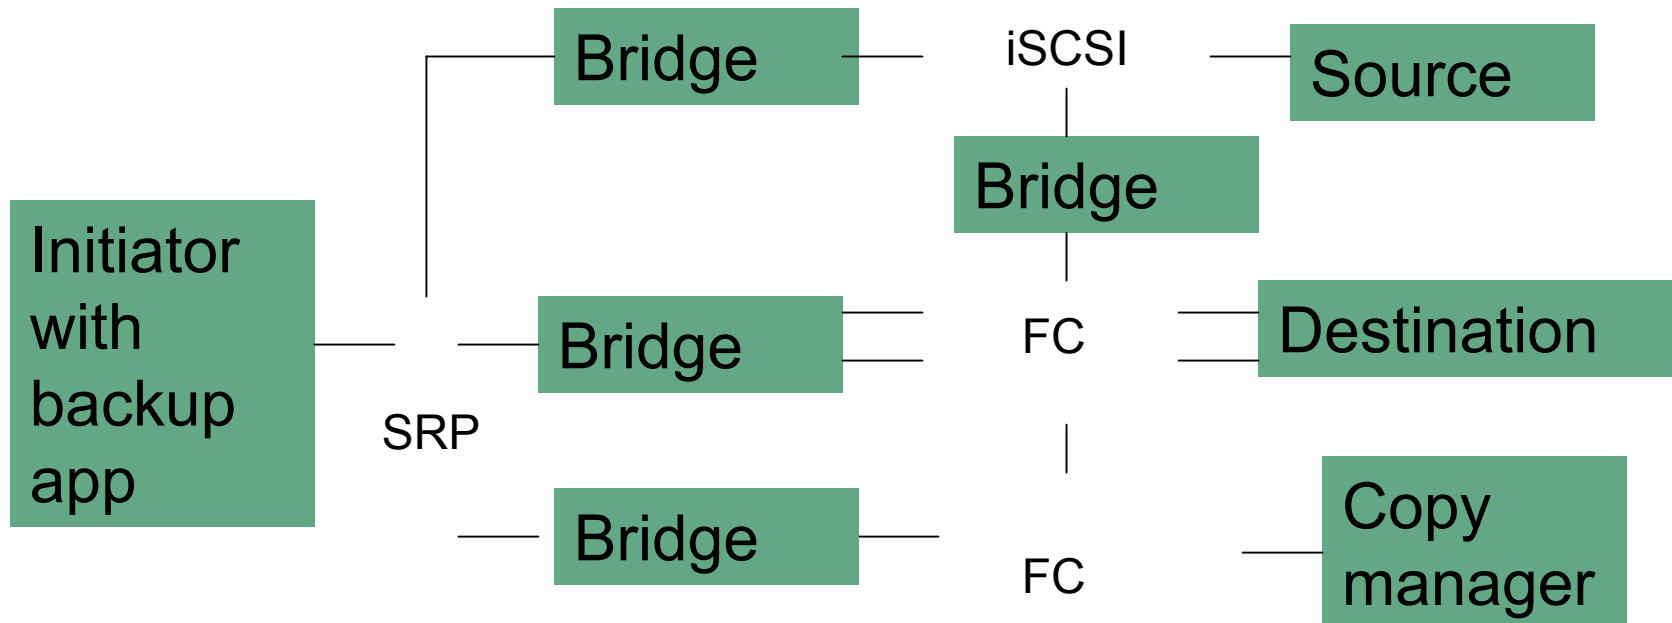 Bridge
iSCSI
Source
Bridge
Initiator
with
backup
app
Bridge
FC
Destination
SRP
Bridge
FC
Copy
manager